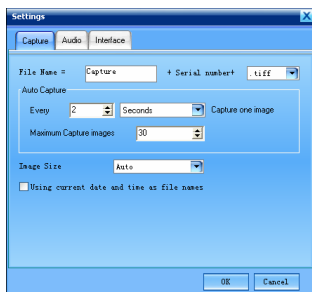 Settings
Capture Audio Interface
File Name = Capture + Serial number+ .tiff
Auto Capture
Every 2 Seconds Capture one image
Maximum Capture images 30
Image Size Auto
Using current date and time as file names
OK Cancel